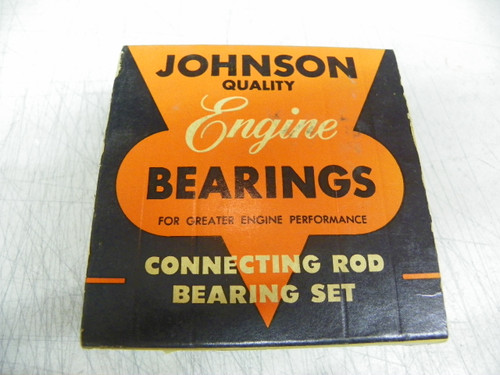 JOHNSON
QUALITY
Engine
BEARINGS
FOR GREATER ENGINE PERFORMANCE
CONNECTING ROD
BEARING SET